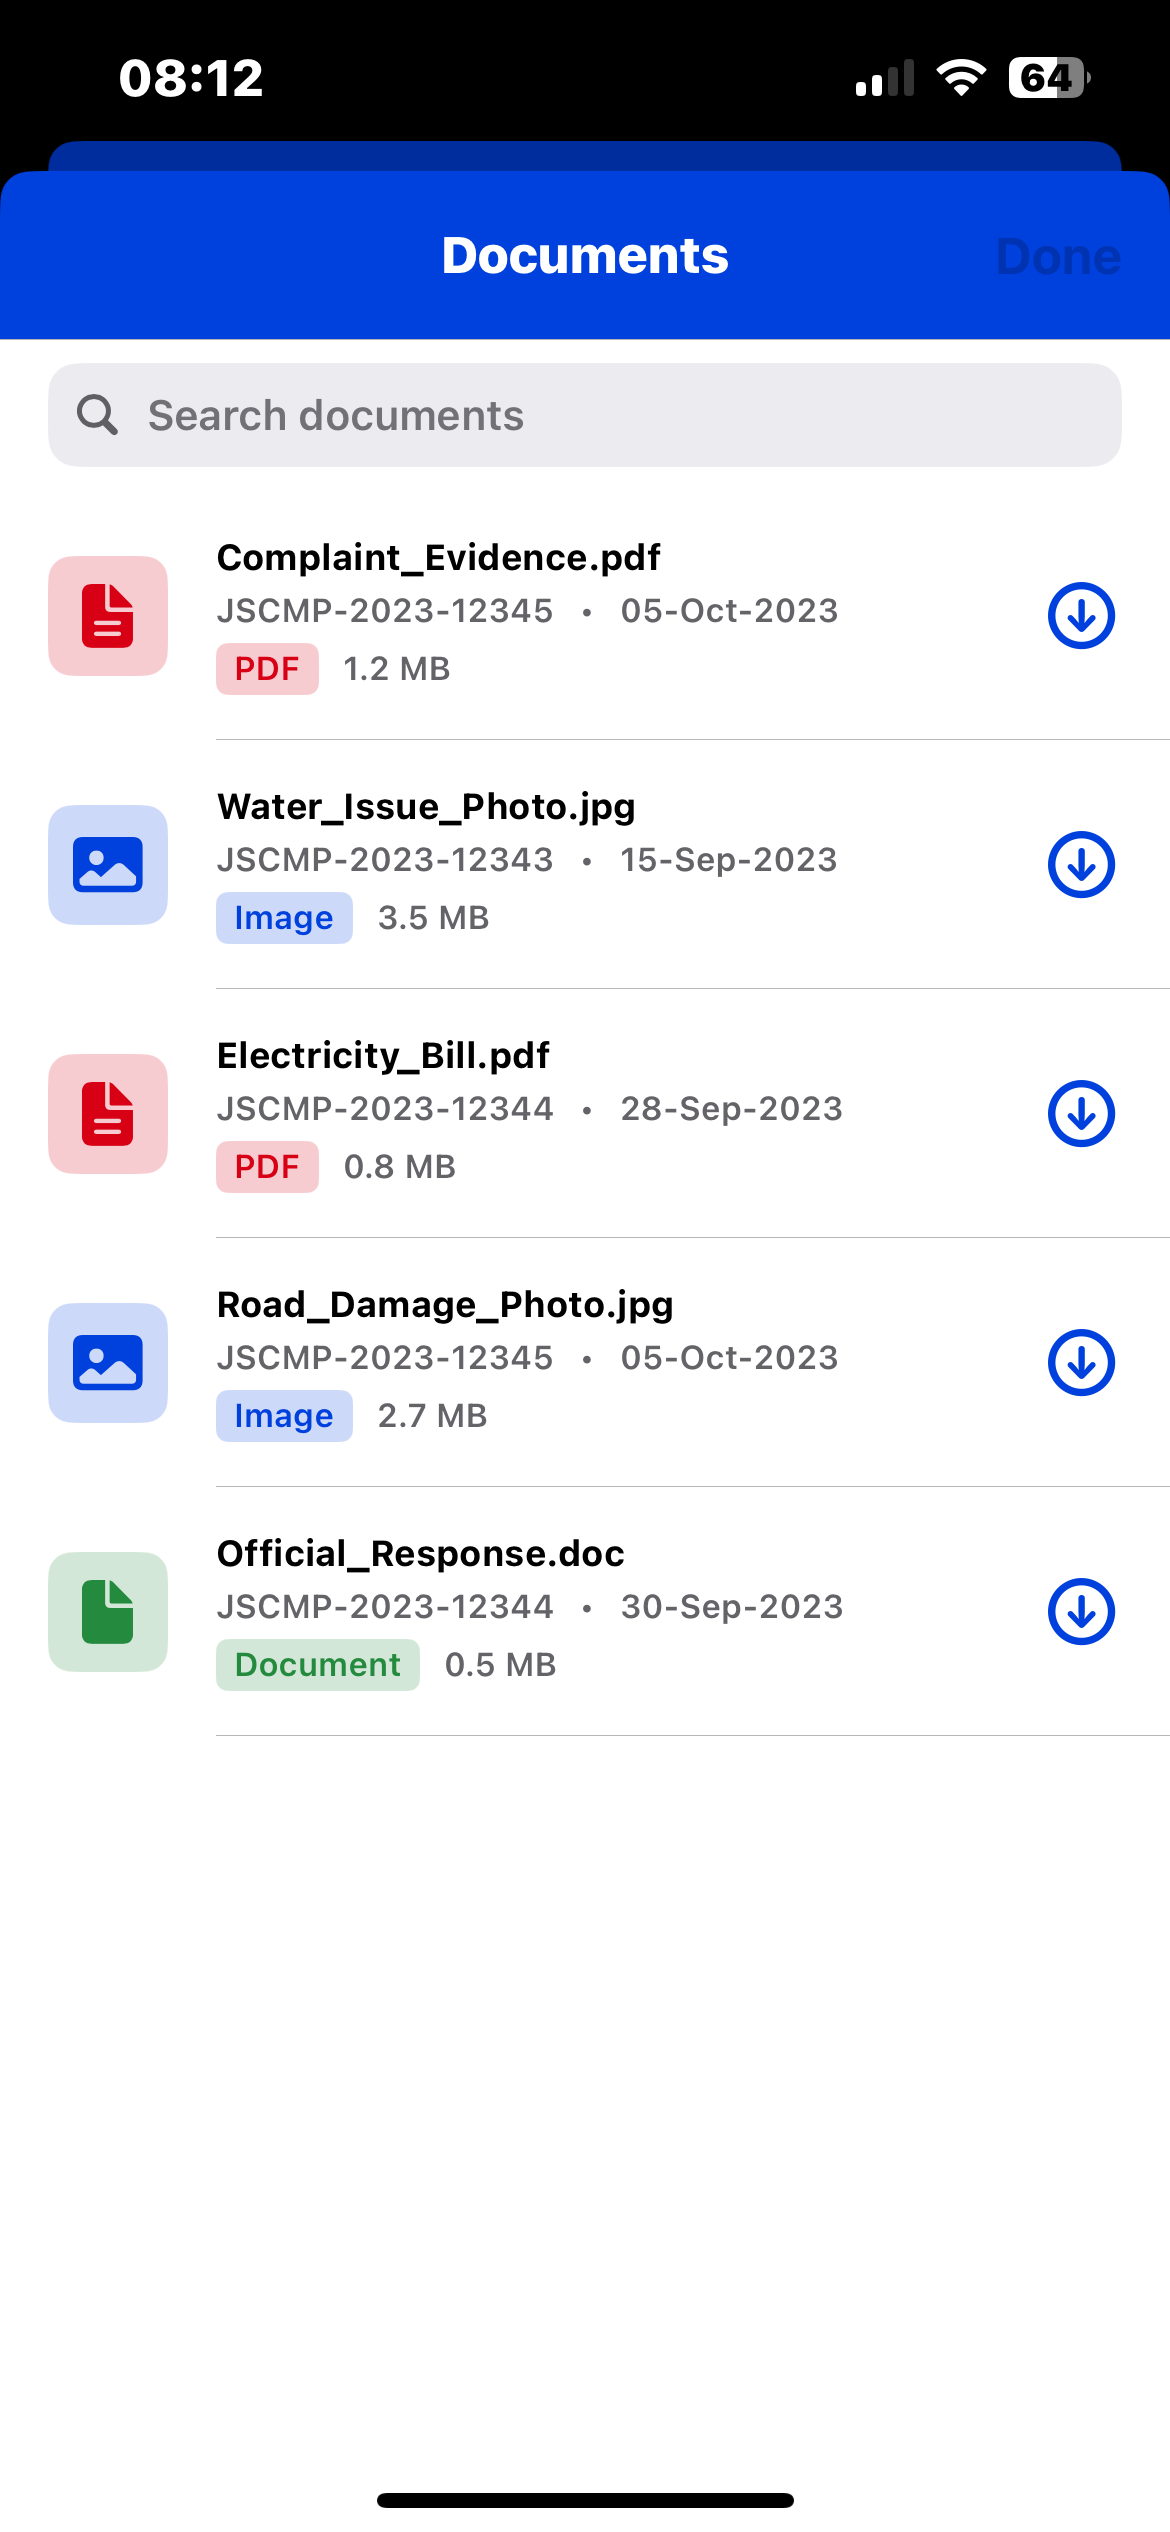 08:12
64
Documents
Done
Search documents
Complaint_Evidence.pdf
JSCMP-2023-12345 • 05-Oct-2023
PDF 1.2 MB
Water_Issue_Photo.jpg
JSCMP-2023-12343 • 15-Sep-2023
Image 3.5 MB
Electricity_Bill.pdf
JSCMP-2023-12344 • 28-Sep-2023
PDF 0.8 MB
Road_Damage_Photo.jpg
JSCMP-2023-12345 • 05-Oct-2023
Image 2.7 MB
Official_Response.doc
JSCMP-2023-12344 • 30-Sep-2023
Document 0.5 MB